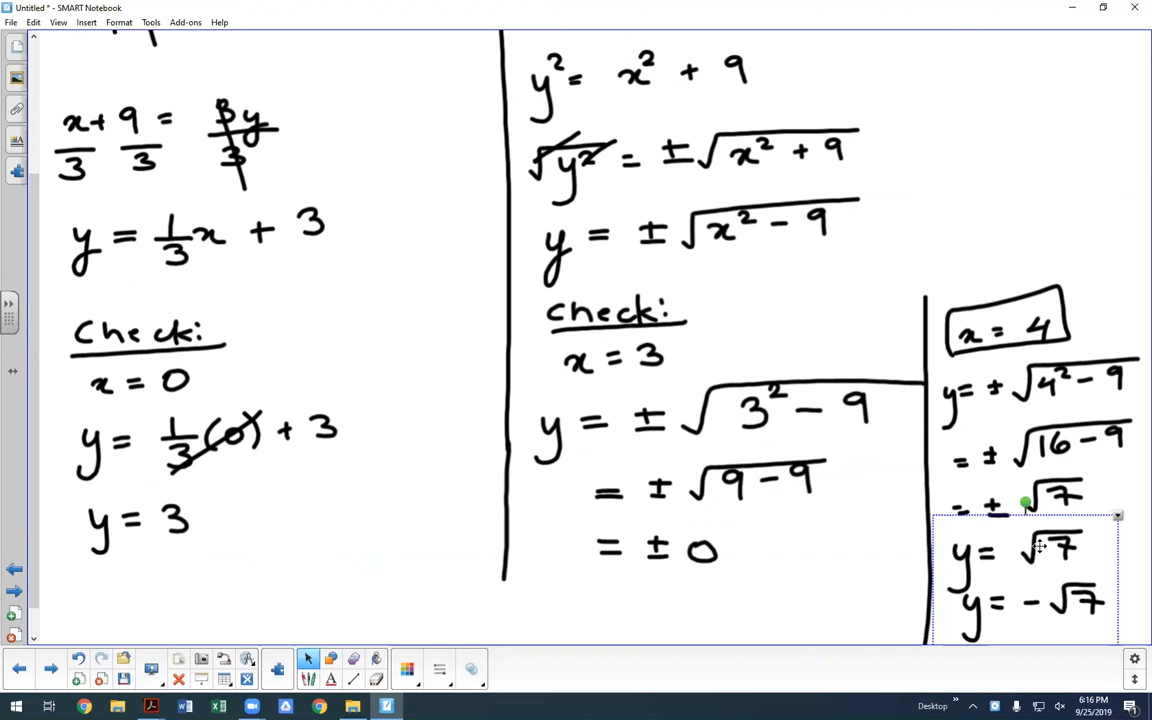 Untitled * - SMART Notebook
File Edit View Insert Format Tools Add-ons Help
x + 9 = 3y
3 3 3
y = 1/3 x + 3
Check:
x = 0
y = 1/3 (0) + 3
y = 3
y² = x² + 9
√y² = ± √x² + 9
y = ± √x² - 9
Check:
x = 3
y = ± √3² - 9
= ± √9 - 9
= ± 0
x = 4
y = ± √4² - 9
= ± √16 - 9
= ± √7
y = √7
y = - √7
Desktop
6:16 PM
9/25/2019